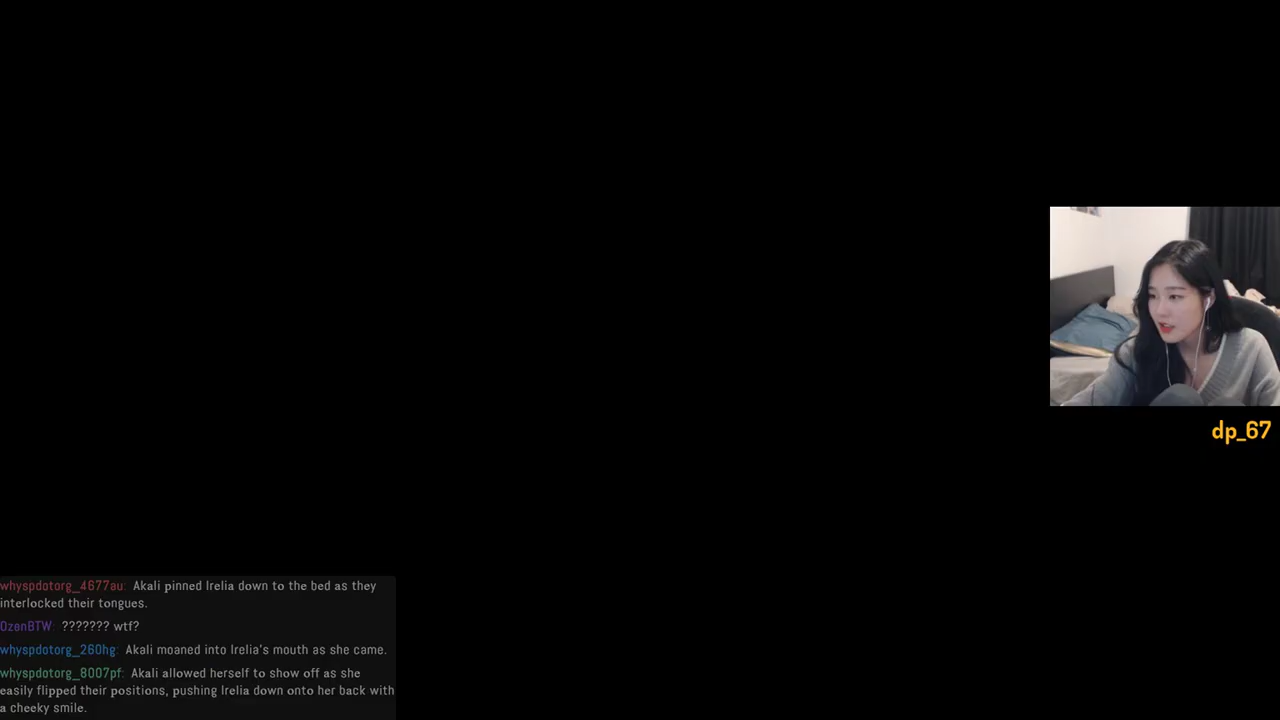 dp_67
whyspdotorg_4677au: Akali pinned Irelia down to the bed as they
interlocked their tongues.
OzenBTW: ??????? wtf?
whyspdotorg_260hg: Akali moaned into Irelia's mouth as she came.
whyspdotorg_8007pf: Akali allowed herself to show off as she
easily flipped their positions, pushing Irelia down onto her back with
a cheeky smile.